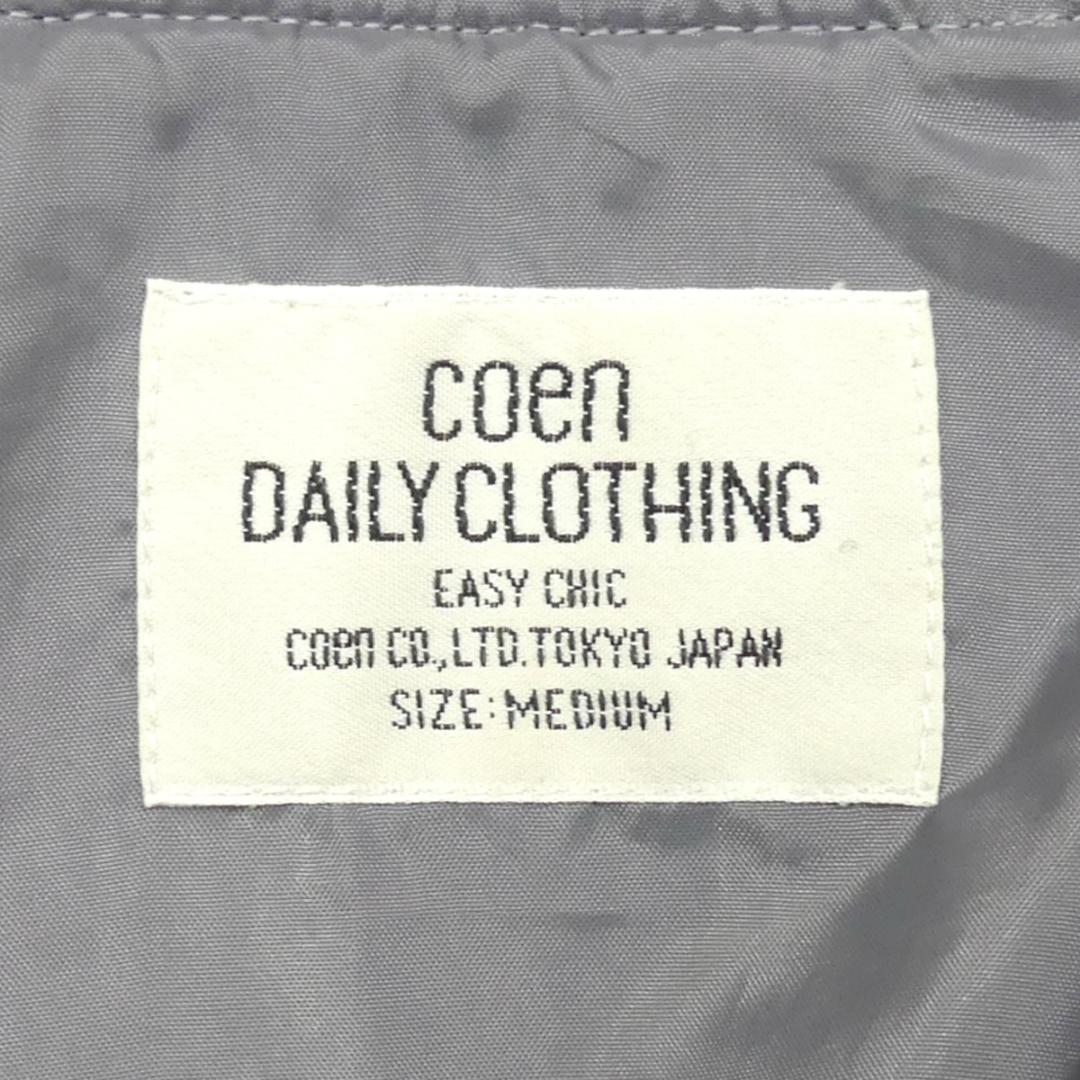 coen
DAILY CLOTHING
EASY CHIC
coen CO.,LTD.TOKYO JAPAN
SIZE:MEDIUM